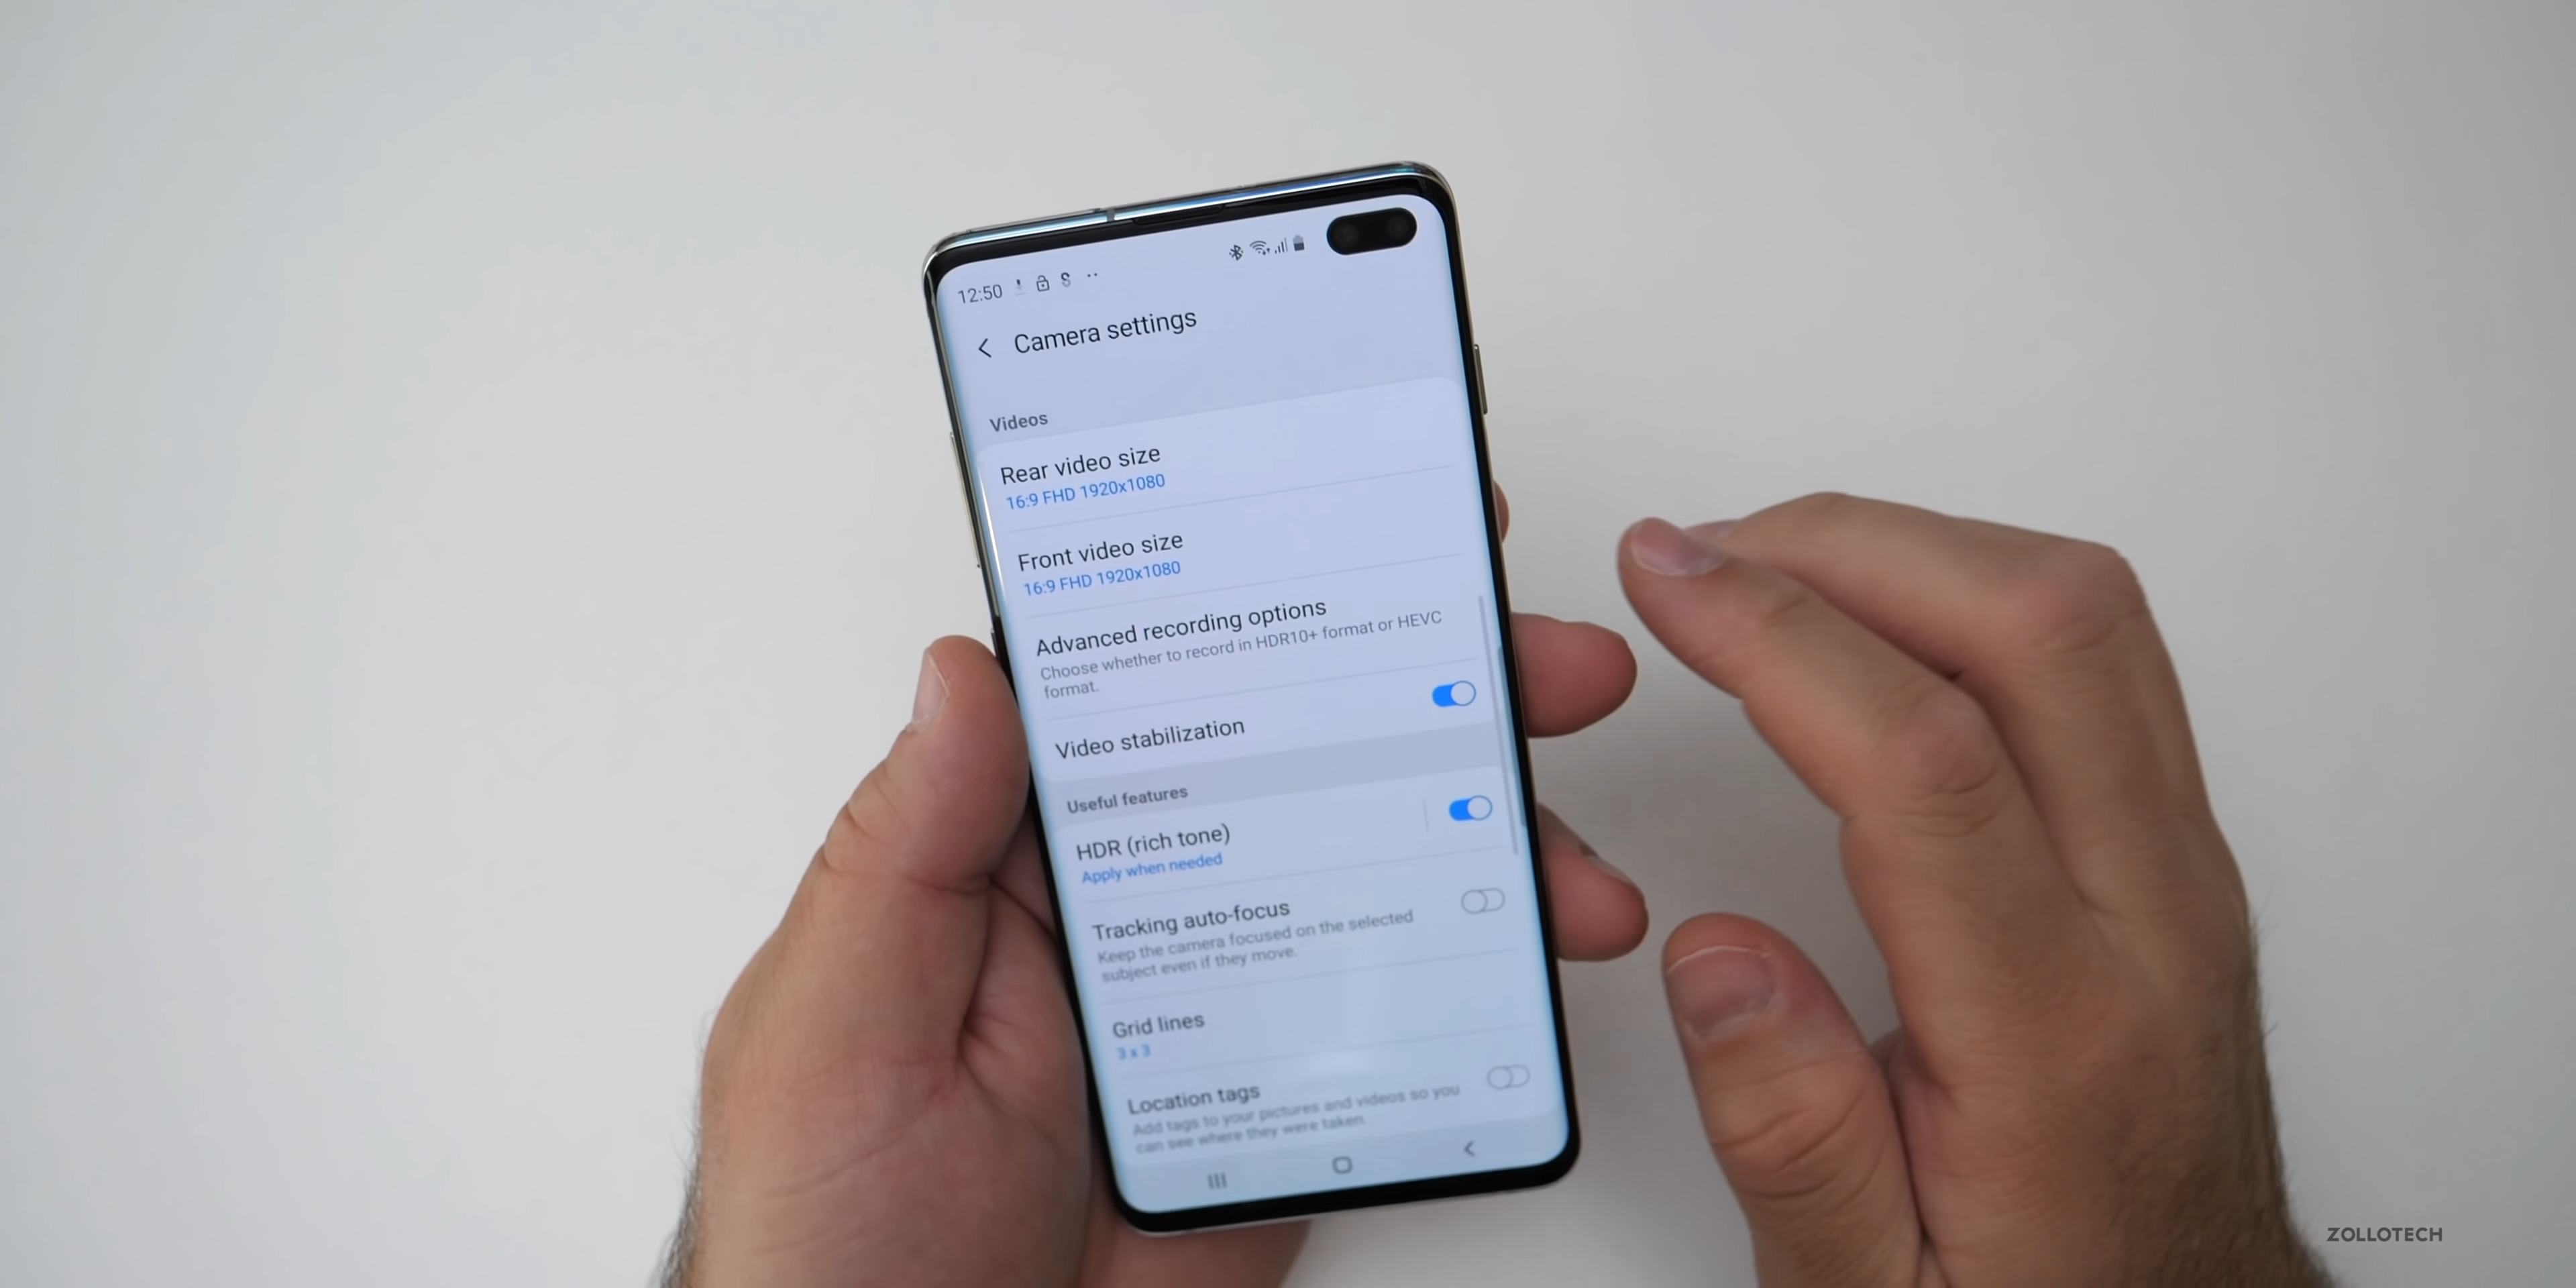 12:50
Camera settings
Videos
Rear video size
16:9 FHD 1920x1080
Front video size
16:9 FHD 1920x1080
Advanced recording options
Choose whether to record in HDR10+ format or HEVC
format.
Video stabilization
Useful features
HDR (rich tone)
Apply when needed
Tracking auto-focus
Keep the camera focused on the selected
subject even if they move.
Grid lines
3 x 3
Location tags
Add tags to your pictures and videos so you
can see where they were taken.
ZOLLOTECH